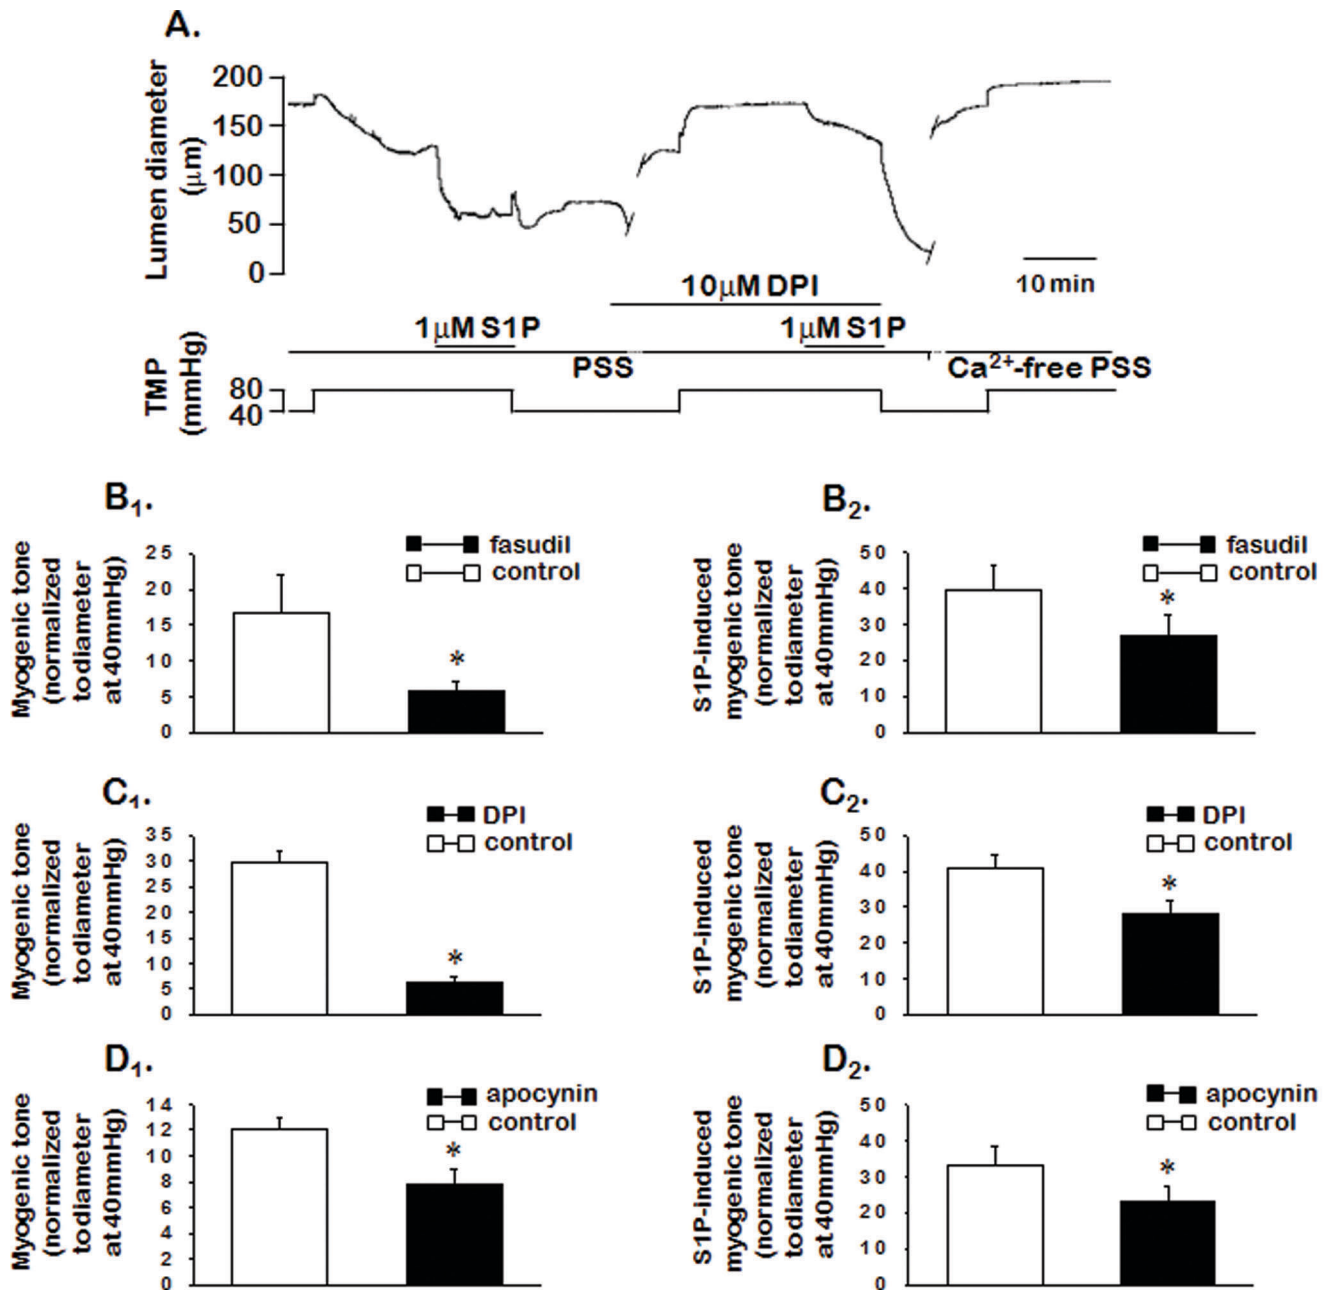 A.
Lumen diameter
(μm)
200
150
100
50
0
10 min
10μM DPI
1μM S1P
1μM S1P
PSS
Ca2+-free PSS
TMP
(mmHg)
80
40
B1.
Myogenic tone
(normalized
todiameter
at 40mmHg)
25
20
15
10
5
0
fasudil
control
*
B2.
S1P-induced
myogenic tone
(normalized
todiameter
at 40mmHg)
50
40
30
20
10
0
fasudil
control
*
C1.
Myogenic tone
(normalized
todiameter
at 40mmHg)
35
30
25
20
15
10
5
0
DPI
control
*
C2.
S1P-induced
myogenic tone
(normalized
todiameter
at 40mmHg)
50
40
30
20
10
0
DPI
control
*
D1.
Myogenic tone
(normalized
todiameter
at 40mmHg)
14
12
10
8
6
4
2
0
apocynin
control
*
D2.
S1P-induced
myogenic tone
(normalized
todiameter
at 40mmHg)
50
40
30
20
10
0
apocynin
control
*